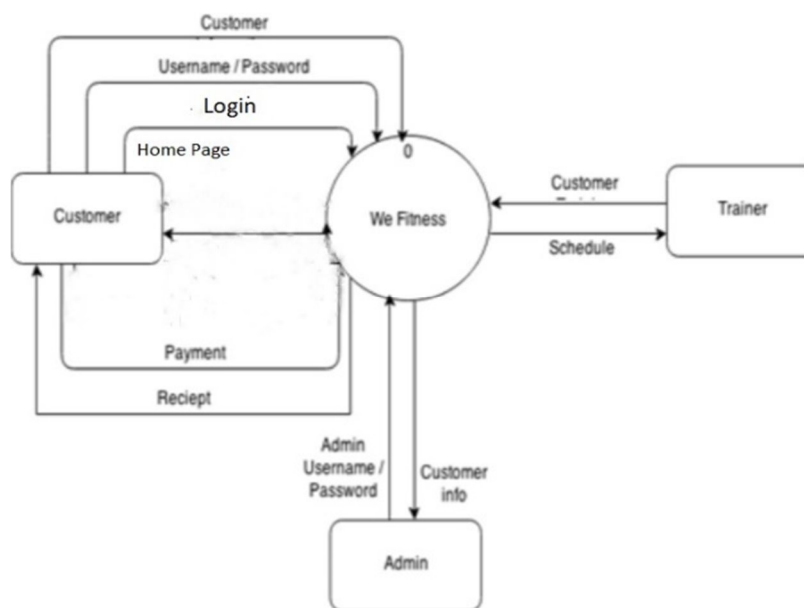 Customer
Username / Password
Login
Home Page
0
Customer
We Fitness
Customer
Trainer
Schedule
Payment
Reciept
Admin
Username /
Password
Customer
info
Admin